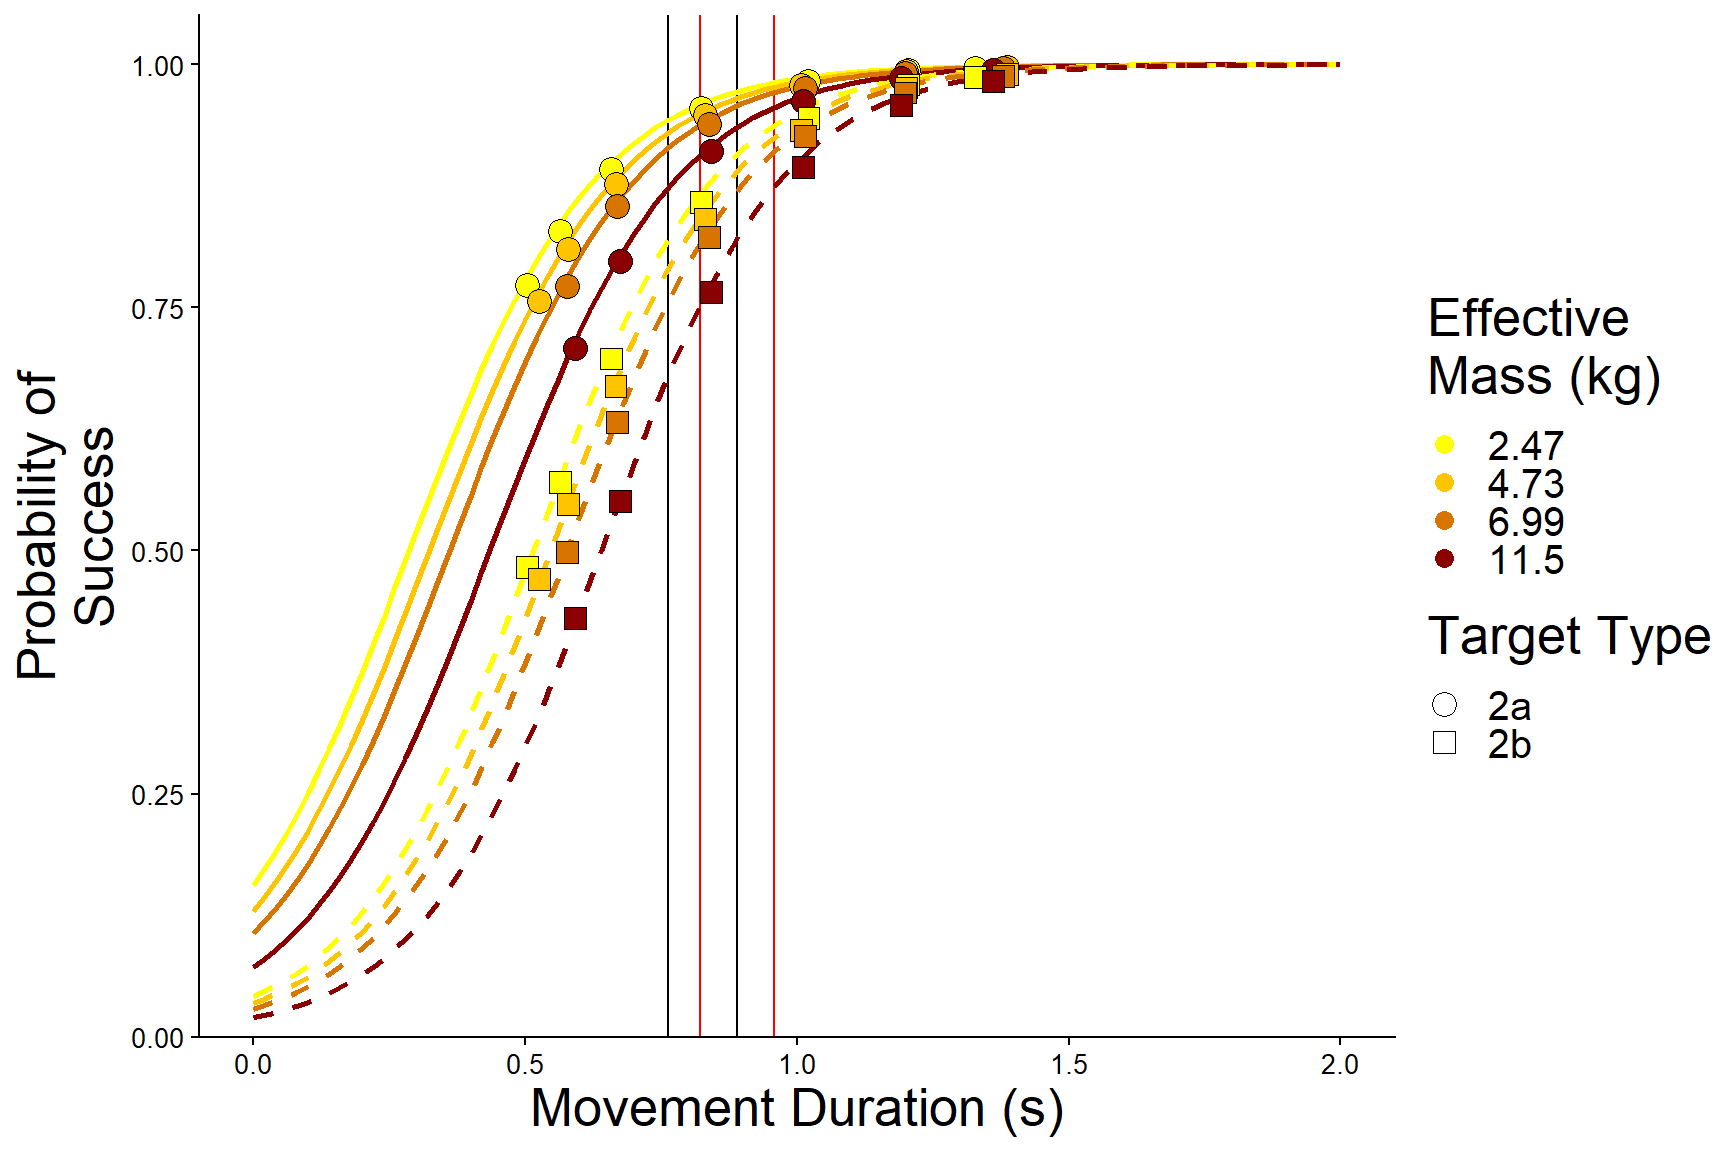 1.00
0.75
0.50
0.25
0.00
Probability of
Success
0.0
0.5
1.0
1.5
2.0
Movement Duration (s)
Effective
Mass (kg)
2.47
4.73
6.99
11.5
Target Type
2a
2b